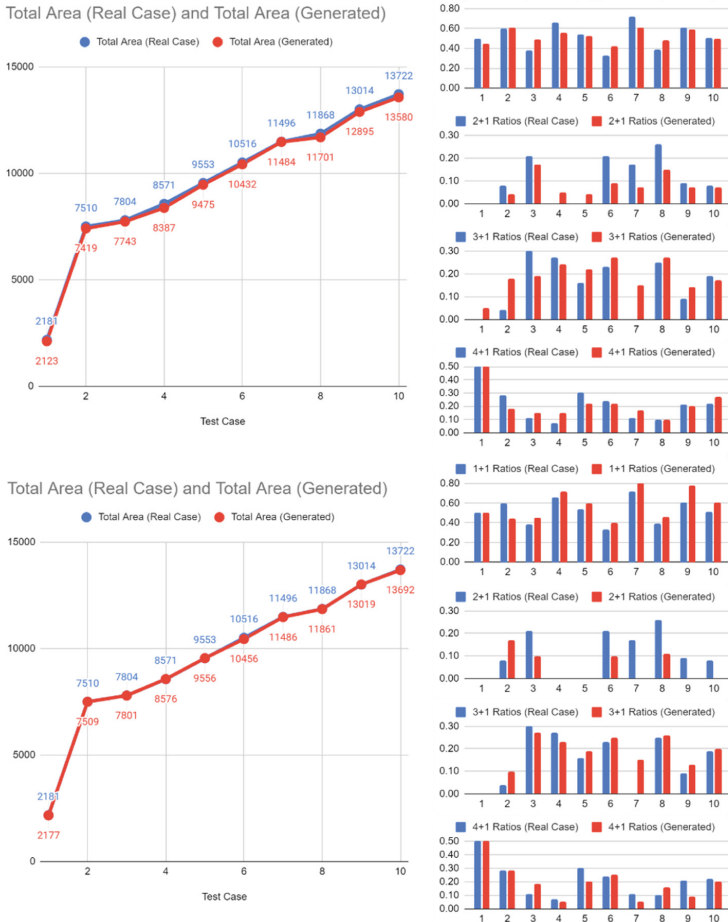 Total Area (Real Case) and Total Area (Generated)
Total Area (Real Case) Total Area (Generated)
15000
10000
5000
0
2181 7510 7804 8571 9553 10516 11496 11868 13014 13722
2123 7419 7743 8387 9475 10432 11484 11701 12895 13580
2 4 6 8 10
Test Case
0.80
0.60
0.40
0.20
0.00
1 2 3 4 5 6 7 8 9 10
2+1 Ratios (Real Case) 2+1 Ratios (Generated)
0.30
0.20
0.10
0.00
1 2 3 4 5 6 7 8 9 10
3+1 Ratios (Real Case) 3+1 Ratios (Generated)
0.30
0.20
0.10
0.00
1 2 3 4 5 6 7 8 9 10
4+1 Ratios (Real Case) 4+1 Ratios (Generated)
0.50
0.40
0.30
0.20
0.10
0.00
1 2 3 4 5 6 7 8 9 10
Total Area (Real Case) and Total Area (Generated)
Total Area (Real Case) Total Area (Generated)
15000
10000
5000
0
2181 7510 7804 8571 9553 10516 11496 11868 13014 13722
2177 7509 7801 8576 9556 10456 11486 11861 13019 13692
2 4 6 8 10
Test Case
1+1 Ratios (Real Case) 1+1 Ratios (Generated)
0.80
0.60
0.40
0.20
0.00
1 2 3 4 5 6 7 8 9 10
2+1 Ratios (Real Case) 2+1 Ratios (Generated)
0.30
0.20
0.10
0.00
1 2 3 4 5 6 7 8 9 10
3+1 Ratios (Real Case) 3+1 Ratios (Generated)
0.30
0.20
0.10
0.00
1 2 3 4 5 6 7 8 9 10
4+1 Ratios (Real Case) 4+1 Ratios (Generated)
0.50
0.40
0.30
0.20
0.10
0.00
1 2 3 4 5 6 7 8 9 10